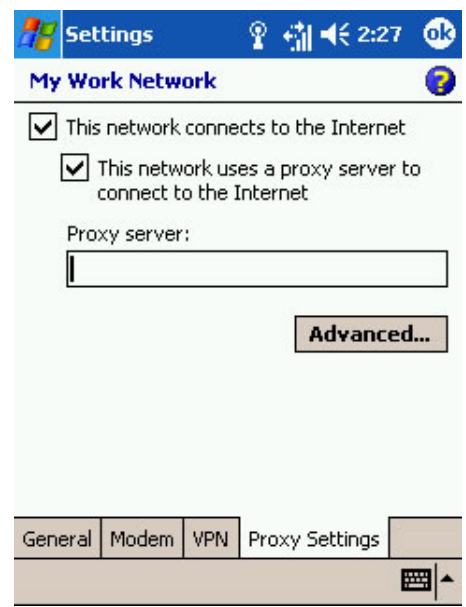 Settings 2:27 ok
My Work Network
This network connects to the Internet
This network uses a proxy server to
connect to the Internet
Proxy server:
Advanced...
General Modem VPN Proxy Settings